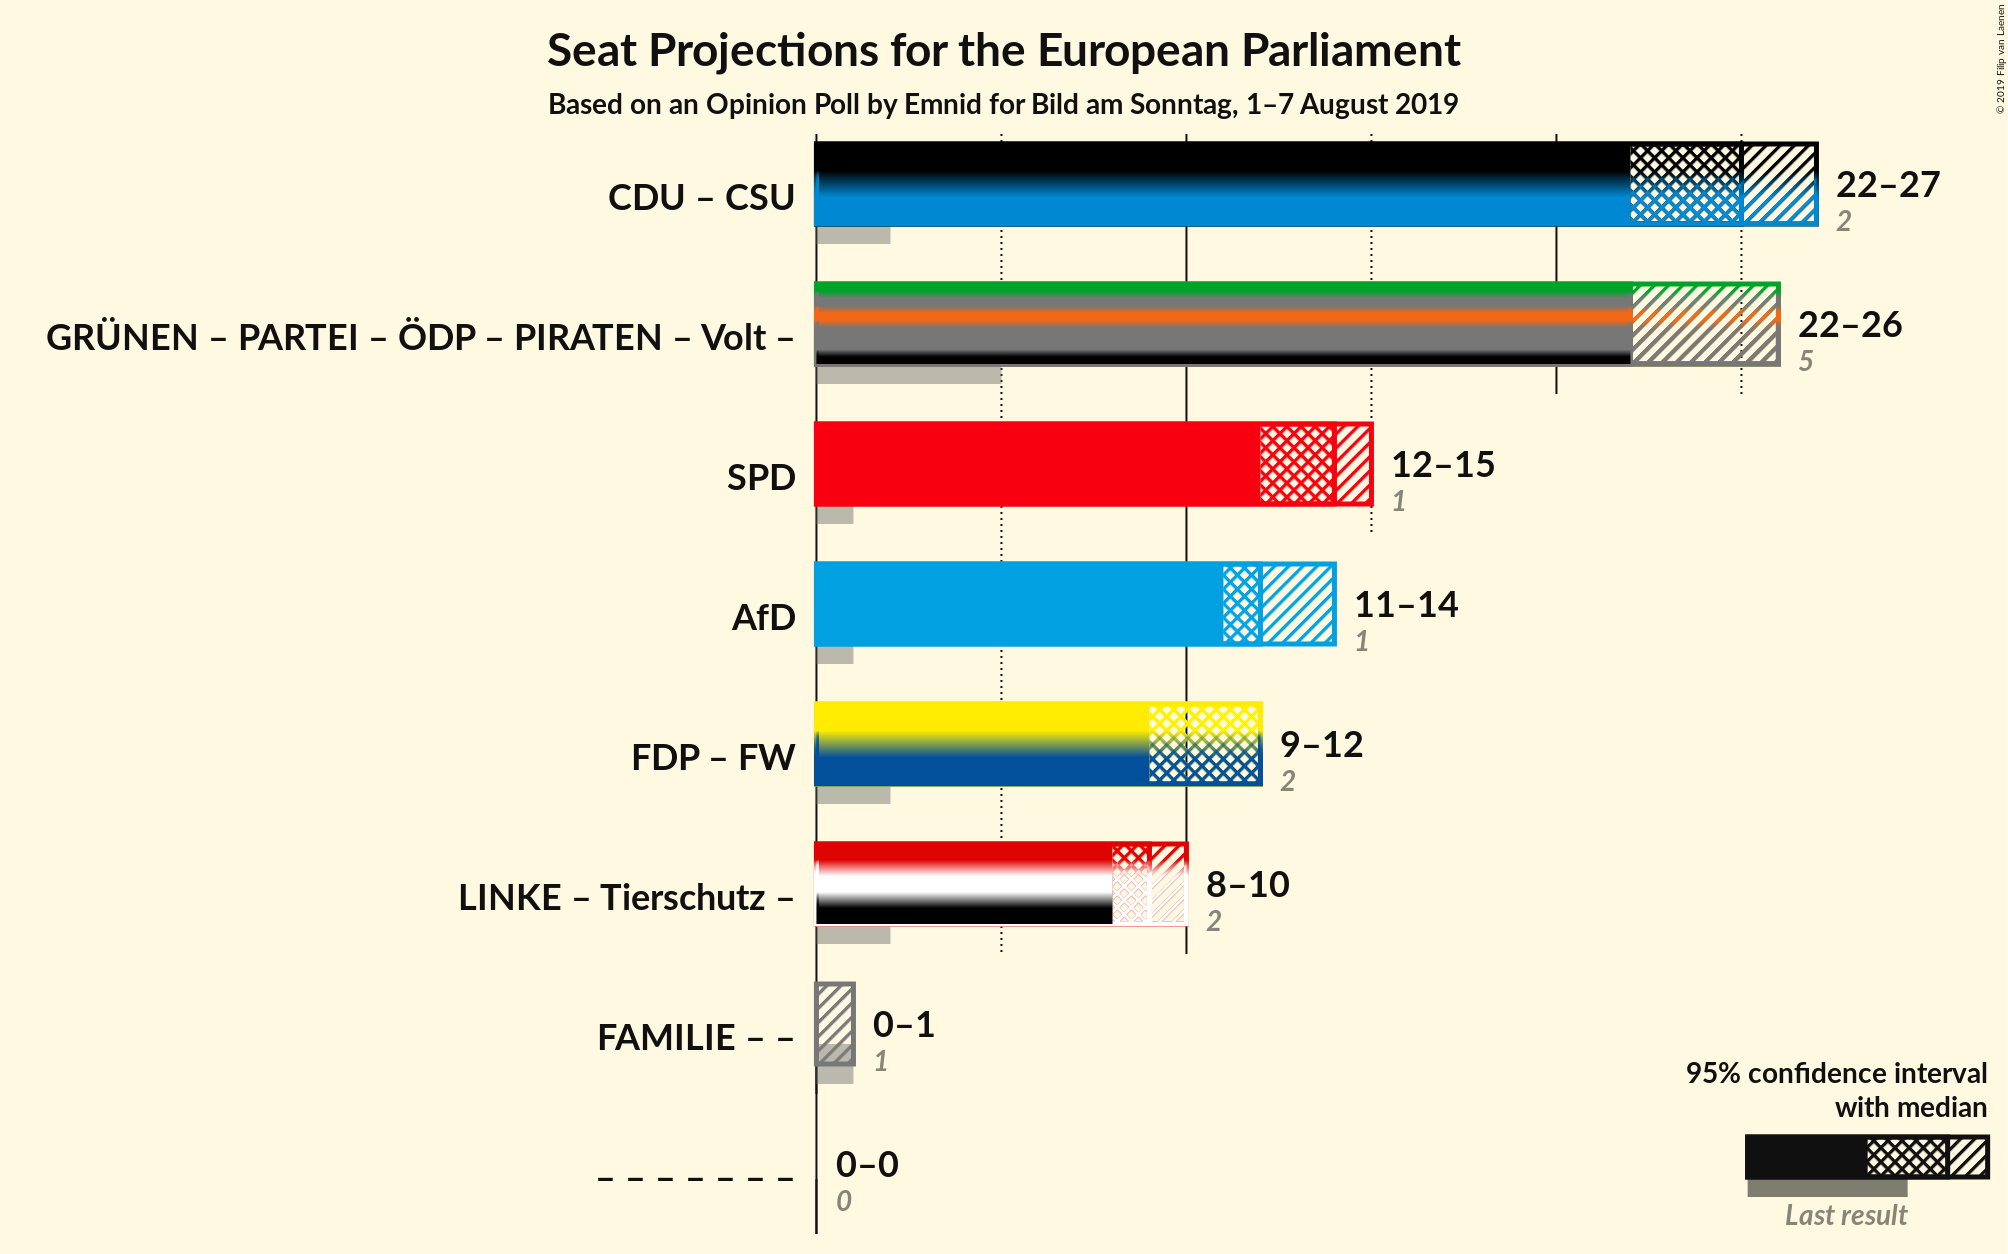 Seat Projections for the European Parliament
Based on an Opinion Poll by Emnid for Bild am Sonntag, 1–7 August 2019
© 2019 Filip van Laenen
CDU – CSU
22–27
2
GRÜNEN – PARTEI – ÖDP – PIRATEN – Volt –
22–26
5
SPD
12–15
1
AfD
11–14
1
FDP – FW
9–12
2
LINKE – Tierschutz –
8–10
2
FAMILIE – –
0–1
1
– – – – – – –
0–0
0
95% confidence interval
with median
Last result